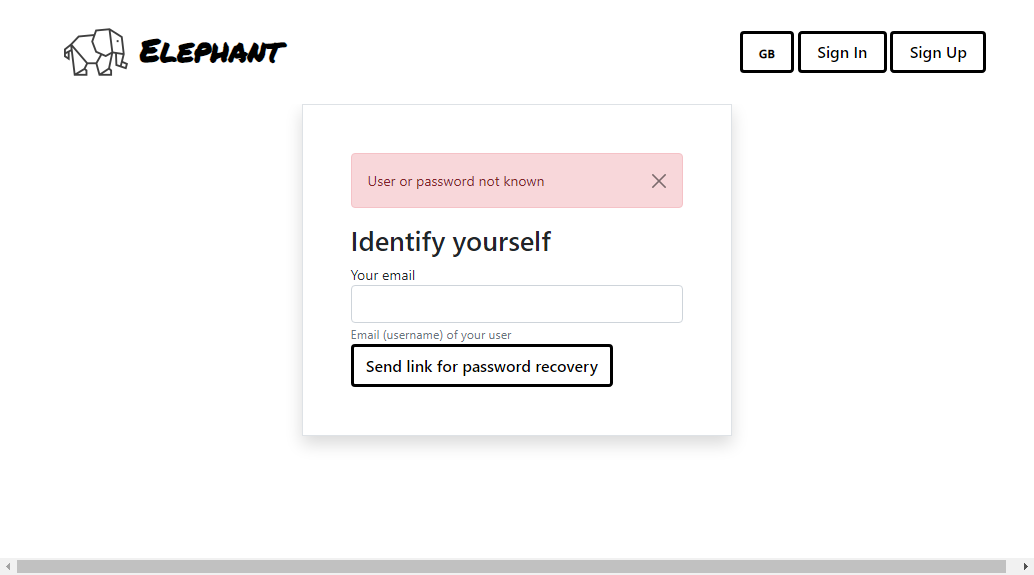 ELEPHANT
GB
Sign In
Sign Up
User or password not known
Identify yourself
Your email
Email (username) of your user
Send link for password recovery